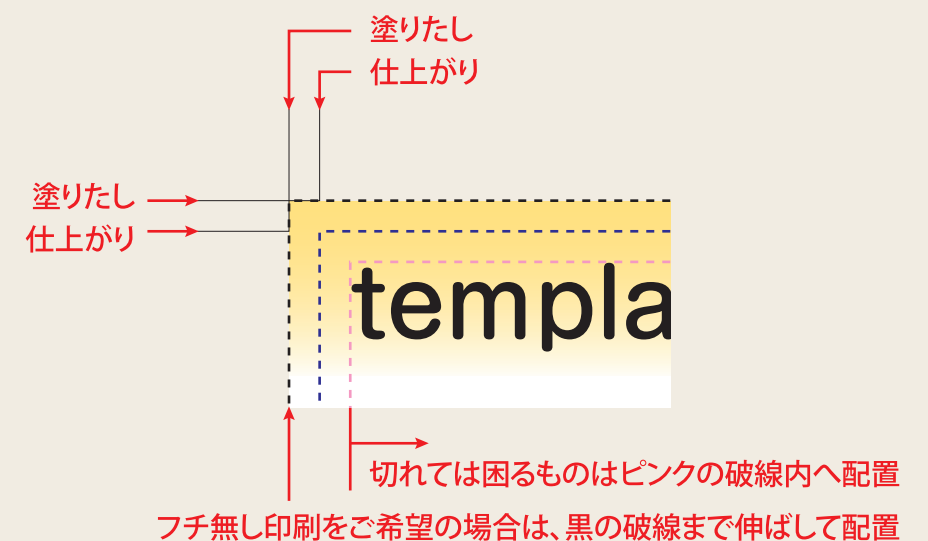 塗りたし
仕上がり
塗りたし
仕上がり
templa
切れては困るものはピンクの破線内へ配置
フチ無し印刷をご希望の場合は、黒の破線まで伸ばして配置